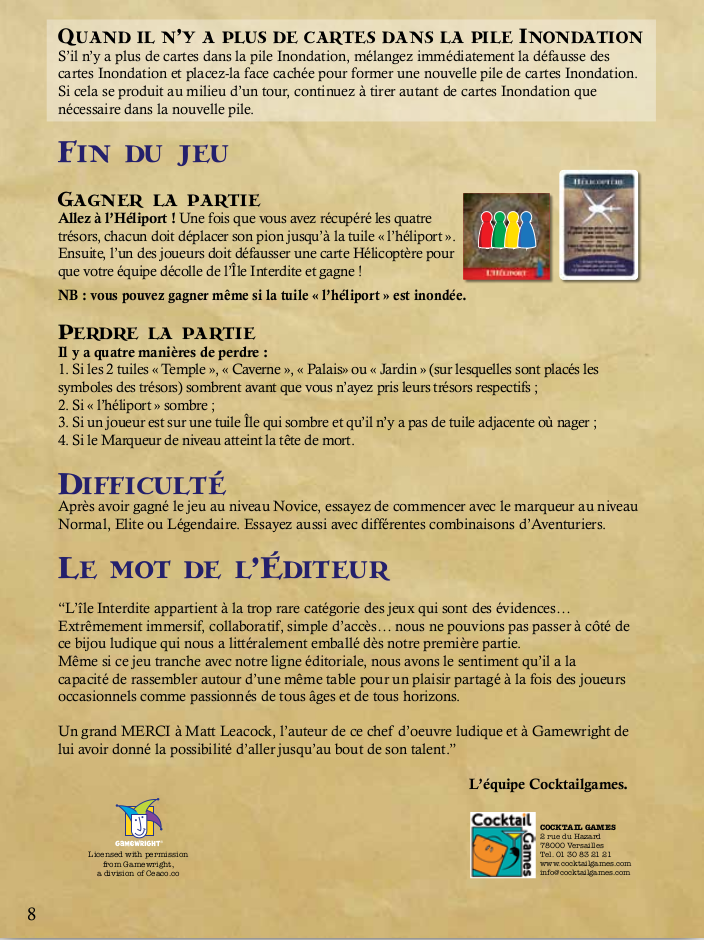 QUAND IL N'Y A PLUS DE CARTES DANS LA PILE INONDATION
S'il n'y a plus de cartes dans la pile Inondation, mélangez immédiatement la défausse des
cartes Inondation et placez-la face cachée pour former une nouvelle pile de cartes Inondation.
Si cela se produit au milieu d'un tour, continuez à tirer autant de cartes Inondation que
nécessaire dans la nouvelle pile.
FIN DU JEU
GAGNER LA PARTIE
Allez à l'Héliport ! Une fois que vous avez récupéré les quatre
trésors, chacun doit déplacer son pion jusqu'à la tuile « l'héliport ».
Ensuite, l'un des joueurs doit défausser une carte Hélicoptère pour
que votre équipe décolle de l'Île Interdite et gagne !
NB : vous pouvez gagner même si la tuile « l'héliport » est inondée.
L'HÉLIPORT
HÉLICOPTÈRE
PERDRE LA PARTIE
Il y a quatre manières de perdre :
1. Si les 2 tuiles « Temple », « Caverne », « Palais» ou « Jardin » (sur lesquelles sont placés les
symboles des trésors) sombrent avant que vous n'ayez pris leurs trésors respectifs ;
2. Si « l'héliport » sombre ;
3. Si un joueur est sur une tuile Île qui sombre et qu'il n'y a pas de tuile adjacente où nager ;
4. Si le Marqueur de niveau atteint la tête de mort.
DIFFICULTÉ
Après avoir gagné le jeu au niveau Novice, essayez de commencer avec le marqueur au niveau
Normal, Elite ou Légendaire. Essayez aussi avec différentes combinaisons d'Aventuriers.
LE MOT DE L'ÉDITEUR
“L'île Interdite appartient à la trop rare catégorie des jeux qui sont des évidences…
Extrêmement immersif, collaboratif, simple d'accès… nous ne pouvions pas passer à côté de
ce bijou ludique qui nous a littéralement emballé dès notre première partie.
Même si ce jeu tranche avec notre ligne éditoriale, nous avons le sentiment qu'il a la
capacité de rassembler autour d'une même table pour un plaisir partagé à la fois des joueurs
occasionnels comme passionnés de tous âges et de tous horizons.
Un grand MERCI à Matt Leacock, l'auteur de ce chef d'oeuvre ludique et à Gamewright de
lui avoir donné la possibilité d'aller jusqu'au bout de son talent.”
L'équipe Cocktailgames.
GAMEWRIGHT
Licensed with permission
from Gamewright,
a division of Ceaco.co
Cocktail
Games
COCKTAIL GAMES
2 rue du Hazard
78000 Versailles
Tel. 01 30 83 21 21
www.cocktailgames.com
info@cocktailgames.com
8